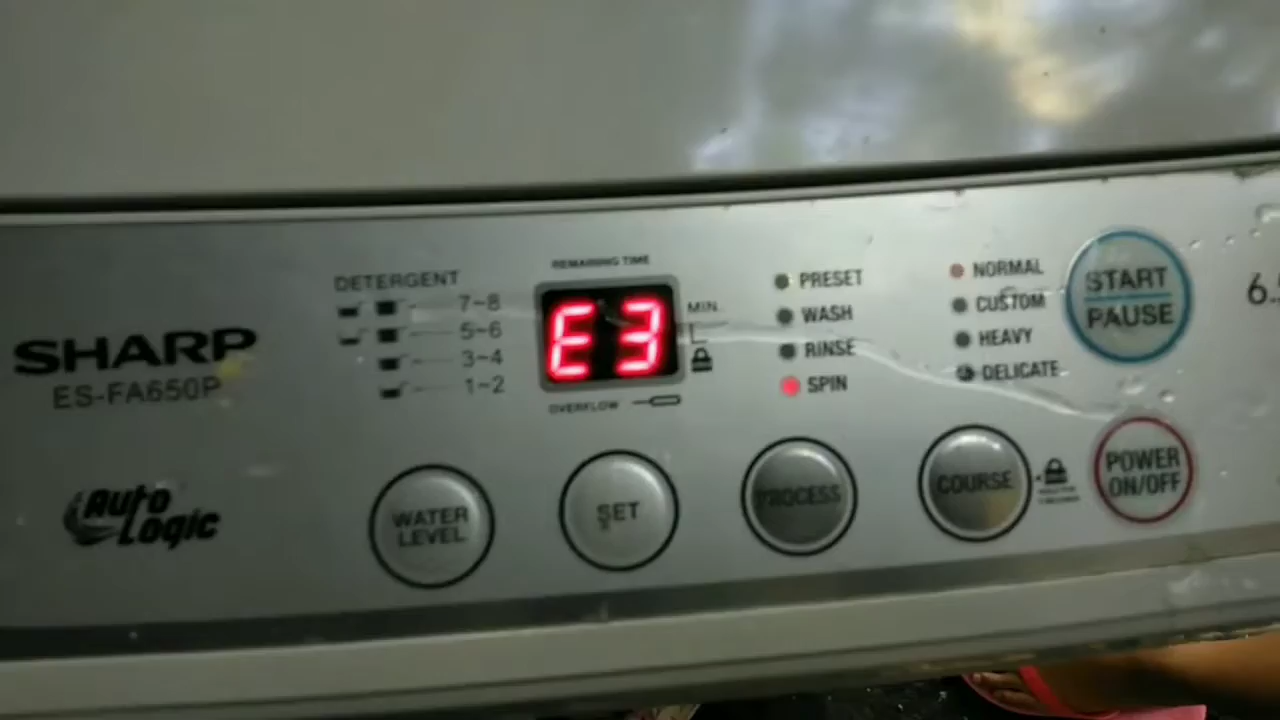 REMAINING TIME
DETERGENT
7~8
5~6
3~4
1~2
E3
MIN.
L
OVERFLOW
PRESET
WASH
RINSE
SPIN
NORMAL
CUSTOM
HEAVY
DELICATE
START
PAUSE
6.
SHARP
ES-FA650P
Auto
Logic
WATER
LEVEL
SET
PROCESS
COURSE
POWER
ON/OFF